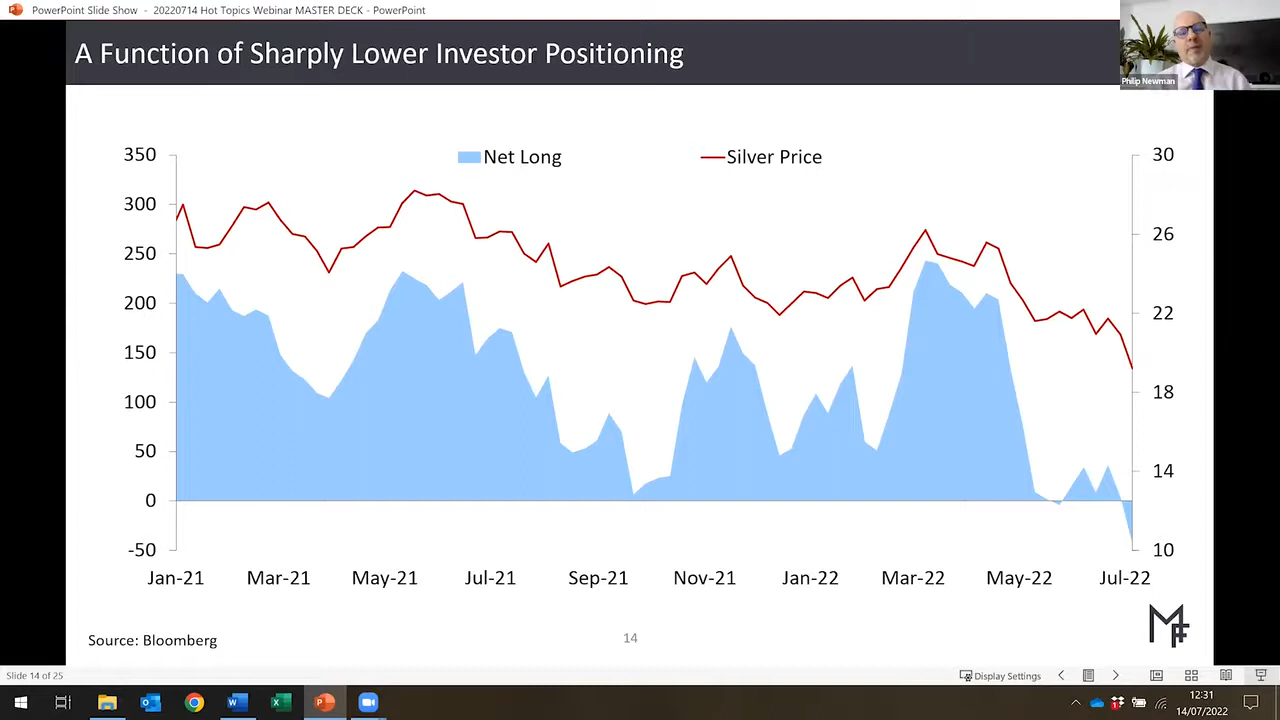 PowerPoint Slide Show - 20220714 Hot Topics Webinar MASTER DECK - PowerPoint
A Function of Sharply Lower Investor Positioning
Philip Newman
Net Long
Silver Price
350
300
250
200
150
100
50
0
-50
30
26
22
18
14
10
Jan-21 Mar-21 May-21 Jul-21 Sep-21 Nov-21 Jan-22 Mar-22 May-22 Jul-22
Source: Bloomberg
14
MF
Slide 14 of 25
Display Settings
12:31
14/07/2022